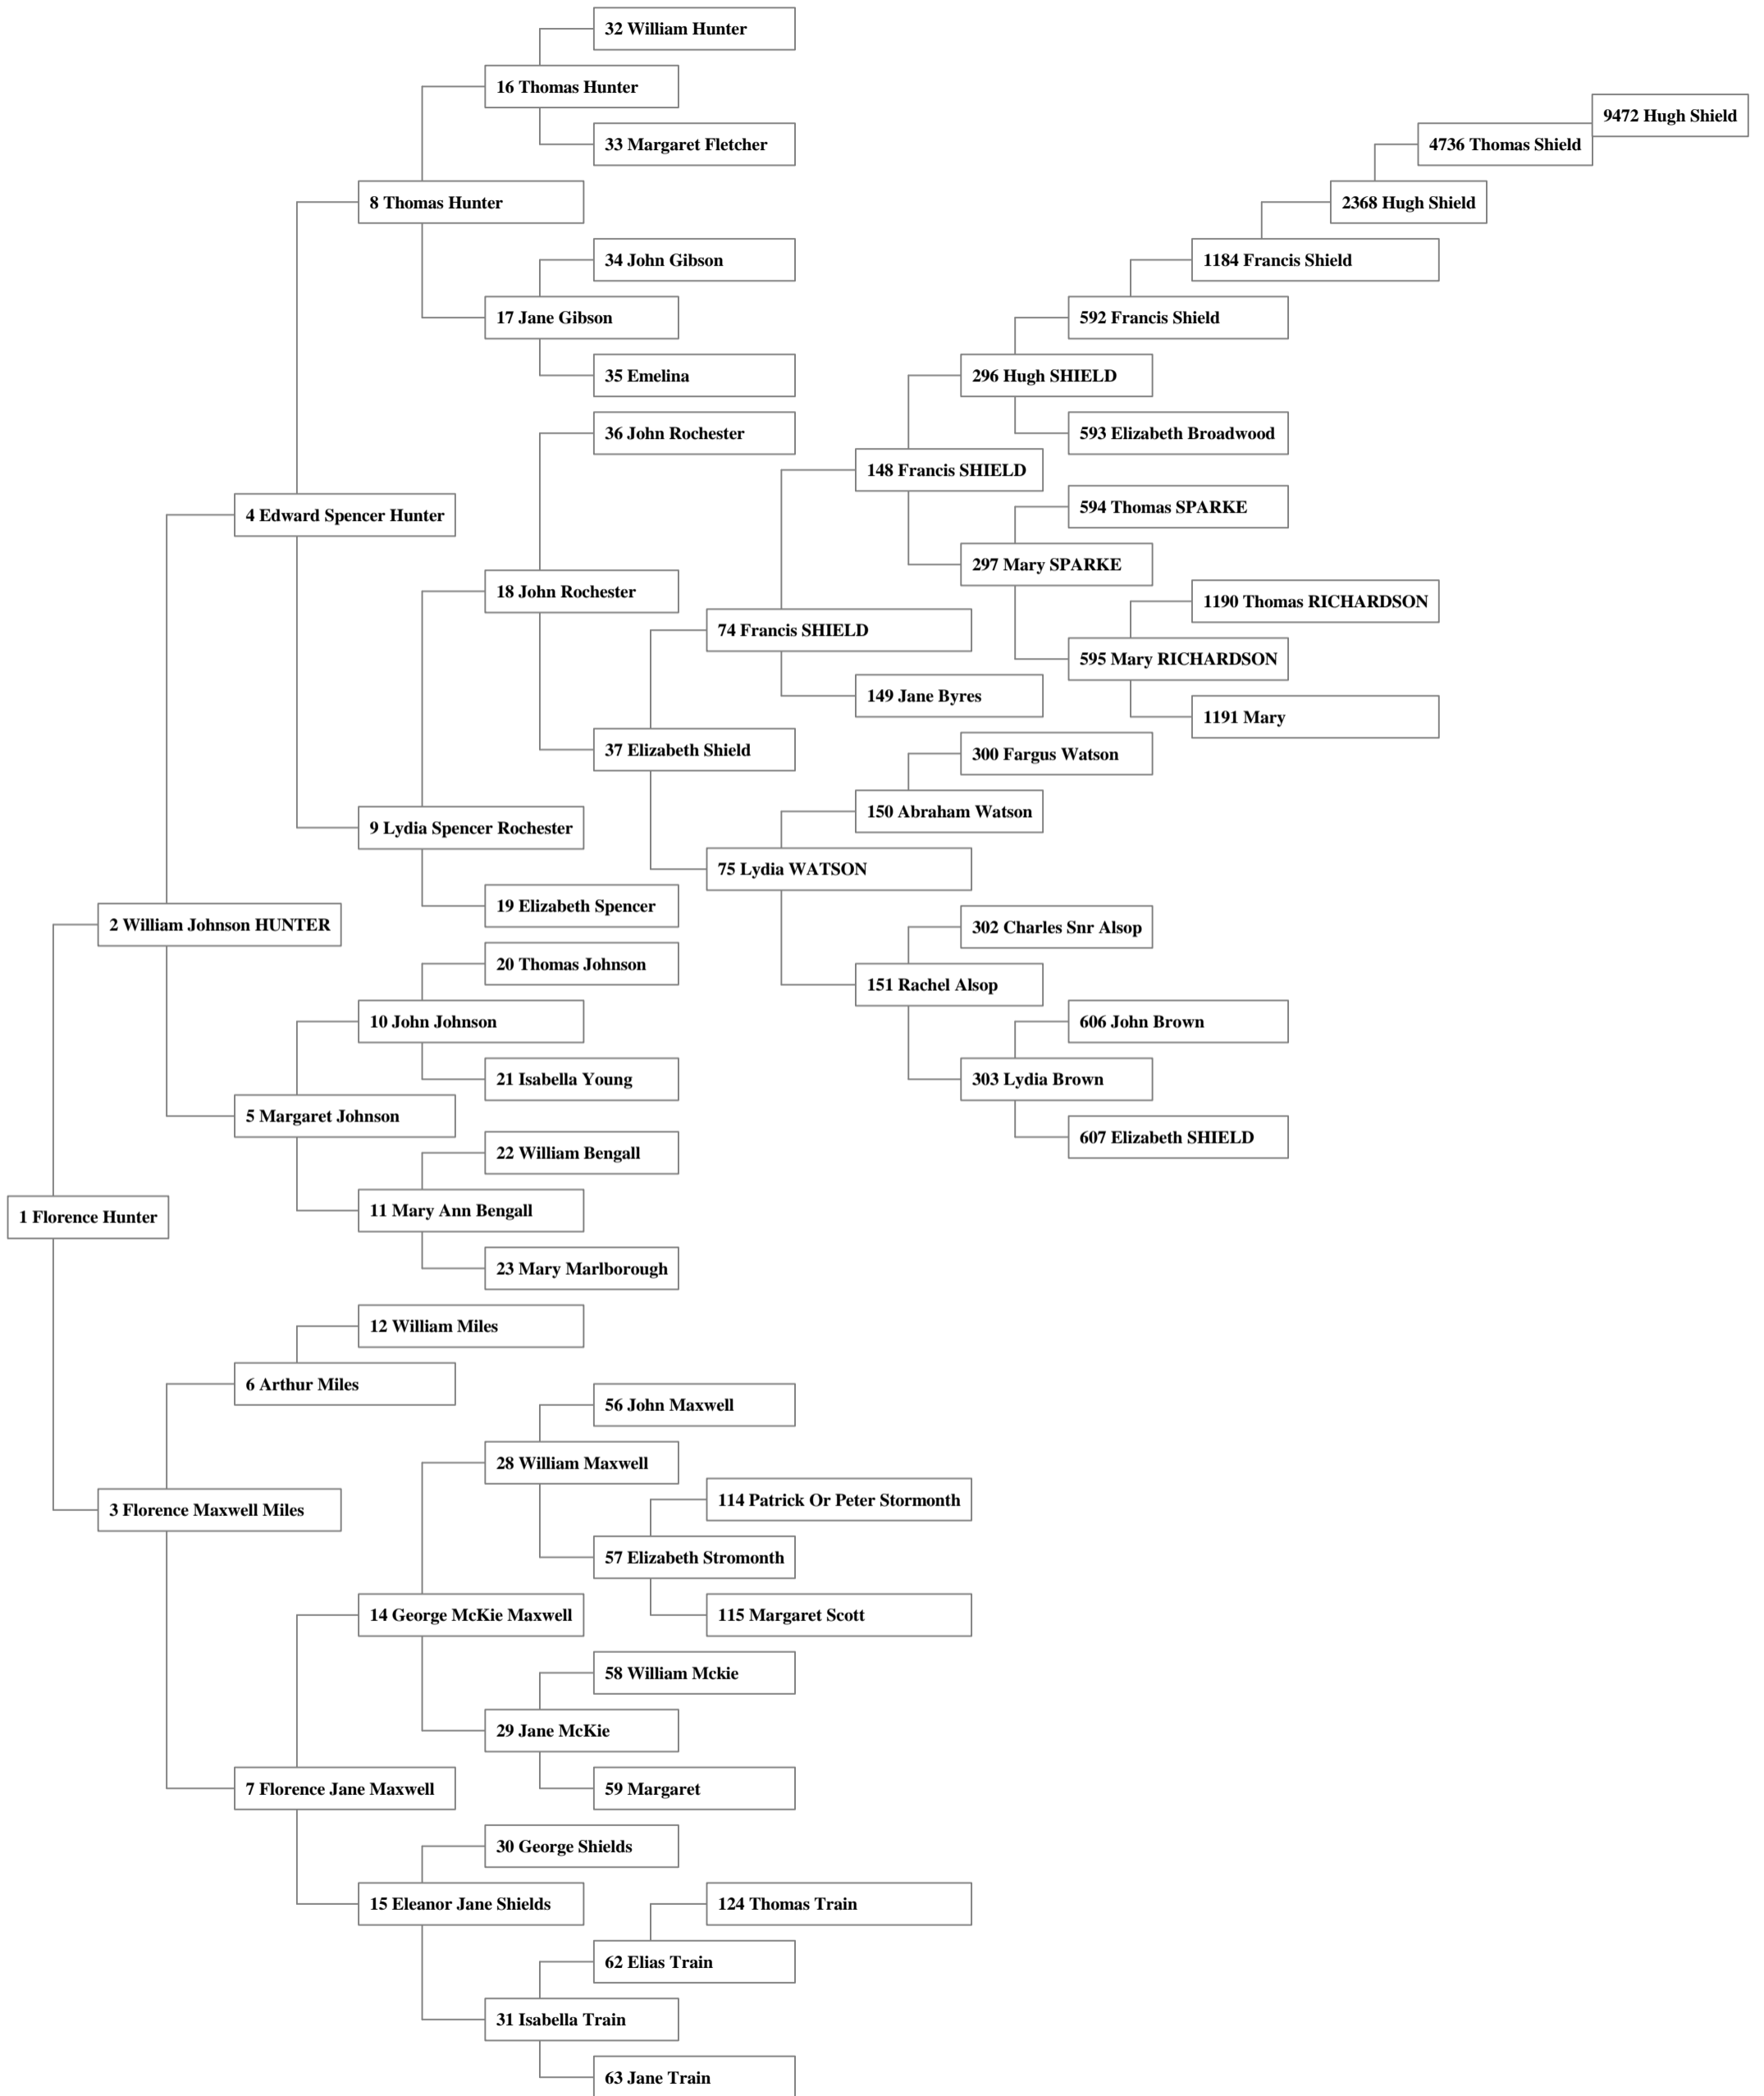 32 William Hunter
16 Thomas Hunter
9472 Hugh Shield
33 Margaret Fletcher
4736 Thomas Shield
8 Thomas Hunter
2368 Hugh Shield
34 John Gibson
1184 Francis Shield
17 Jane Gibson
592 Francis Shield
35 Emelina
296 Hugh SHIELD
36 John Rochester
593 Elizabeth Broadwood
148 Francis SHIELD
4 Edward Spencer Hunter
594 Thomas SPARKE
297 Mary SPARKE
18 John Rochester
1190 Thomas RICHARDSON
74 Francis SHIELD
595 Mary RICHARDSON
149 Jane Byres
1191 Mary
37 Elizabeth Shield
300 Fargus Watson
150 Abraham Watson
9 Lydia Spencer Rochester
75 Lydia WATSON
19 Elizabeth Spencer
2 William Johnson HUNTER
302 Charles Snr Alsop
20 Thomas Johnson
151 Rachel Alsop
10 John Johnson
606 John Brown
21 Isabella Young
303 Lydia Brown
5 Margaret Johnson
607 Elizabeth SHIELD
22 William Bengall
11 Mary Ann Bengall
1 Florence Hunter
23 Mary Marlborough
12 William Miles
6 Arthur Miles
56 John Maxwell
28 William Maxwell
114 Patrick Or Peter Stormonth
3 Florence Maxwell Miles
57 Elizabeth Stromonth
14 George McKie Maxwell
115 Margaret Scott
58 William Mckie
29 Jane McKie
7 Florence Jane Maxwell
59 Margaret
30 George Shields
15 Eleanor Jane Shields
124 Thomas Train
62 Elias Train
31 Isabella Train
63 Jane Train